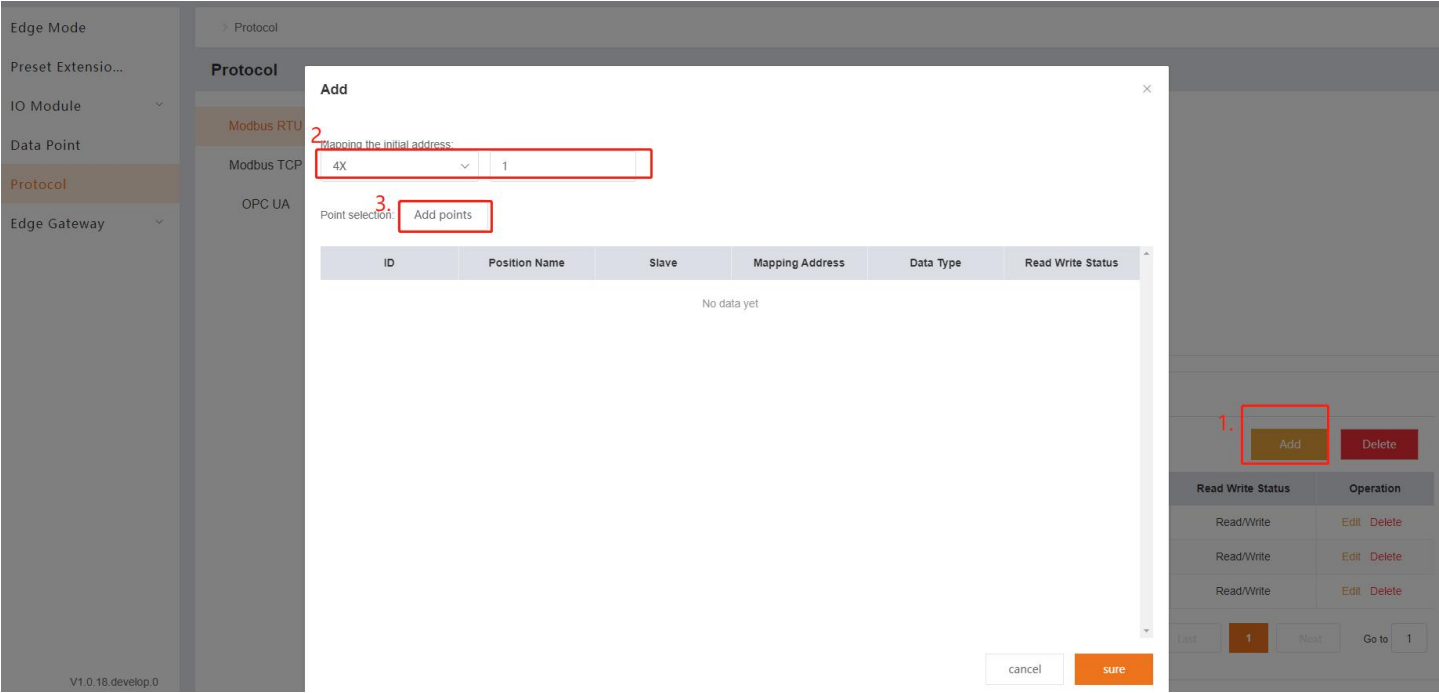 Edge Mode
Preset Extensio...
IO Module
Data Point
Protocol
Edge Gateway
V1.0.18.develop.0
Protocol
Protocol
Modbus RTU
Modbus TCP
OPC UA
Add
2.
Mapping the initial address:
4X 1
3.
Point selection: Add points
ID Position Name Slave Mapping Address Data Type Read Write Status
No data yet
cancel sure
1.
Add Delete
Read Write Status Operation
Read/Write Edit Delete
Read/Write Edit Delete
Read/Write Edit Delete
Last 1 Next Go to 1